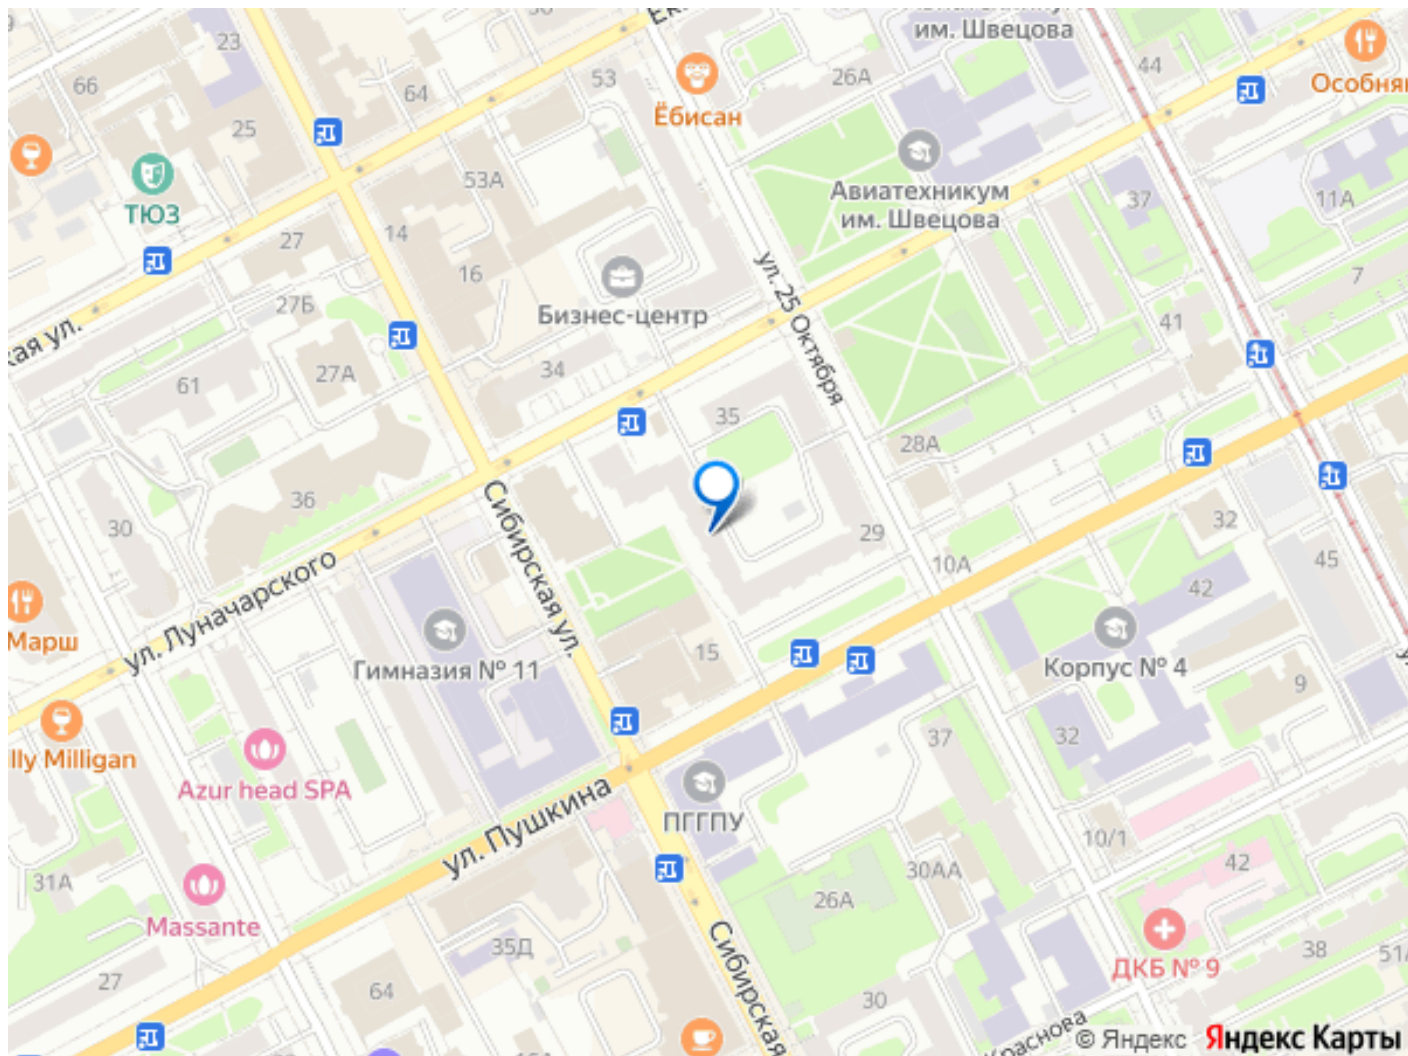 23
66
64
53
26А
им. Швецова
44
Особняк
Ёбисан
25
53А
ТЮЗ
Авиатехникум
им. Швецова
37
11А
27
14
16
Бизнес-центр
ул. 25 Октября
7
27Б
41
кая ул.
61
27А
34
35
28А
36
30
Сибирская ул.
29
32
45
10А
42
ул. Луначарского
Марш
Гимназия № 11
15
Корпус № 4
9
lly Milligan
Azur head SPA
37
32
ул. Пушкина
ПГГПУ
10/1
42
31А
30АА
26А
Massante
35Д
Сибирская
ДКБ № 9
38
51А
27
64
30
Краснова
© Яндекс
Яндекс Карты